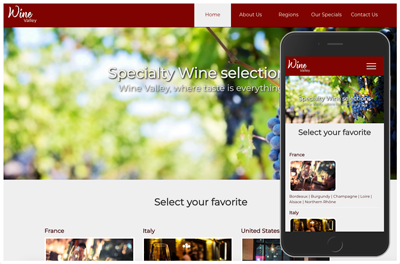 Wine
Valley
Home
About Us
Regions
Our Specials
Contact Us
Specialty Wine selection
Wine Valley, where taste is everything
Select your favorite
France
Italy
United States
Wine
Valley
Specialty Wine selections
Select your favorite
France
Bordeaux | Burgundy | Champagne | Loire |
Alsace | Northern Rhône
Italy